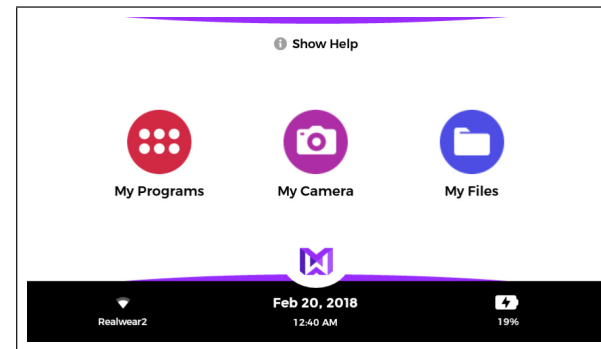 Show Help
My Programs
My Camera
My Files
Feb 20, 2018
Realwear2
12:40 AM
19%